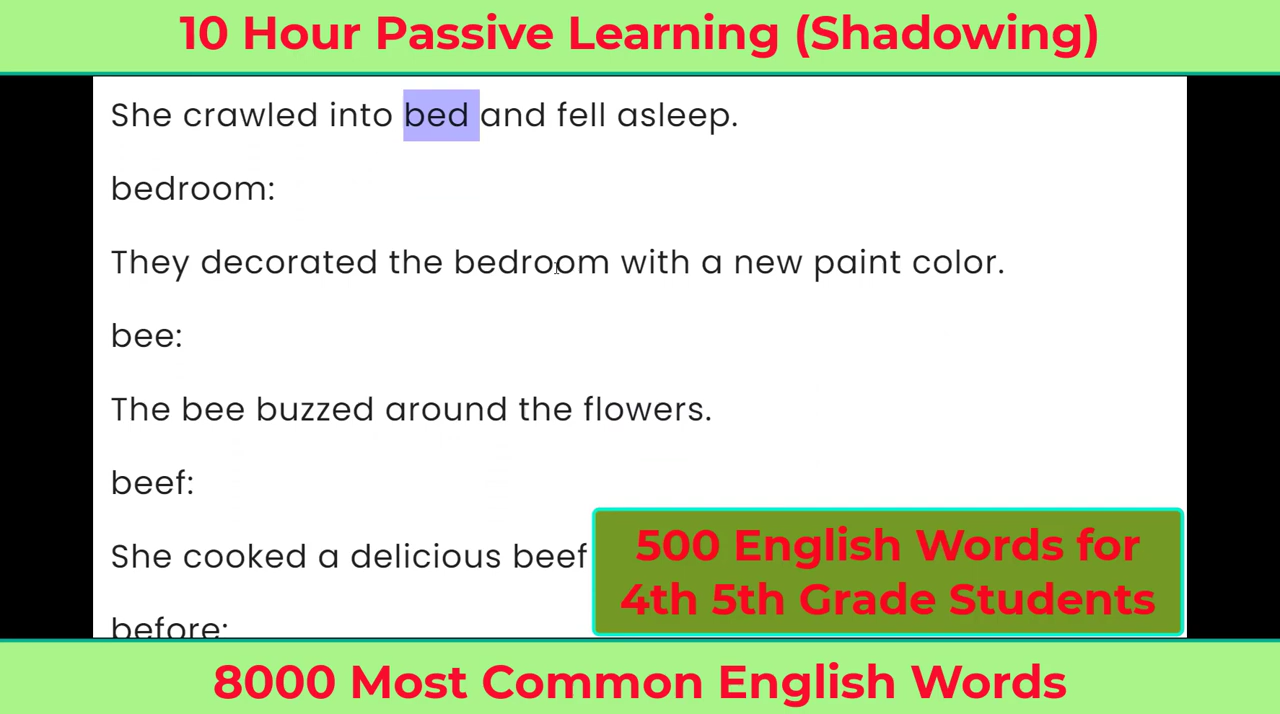 10 Hour Passive Learning (Shadowing)
She crawled into bed and fell asleep.
bedroom:
They decorated the bedroom with a new paint color.
bee:
The bee buzzed around the flowers.
beef:
She cooked a delicious beef
before:
500 English Words for
4th 5th Grade Students
8000 Most Common English Words